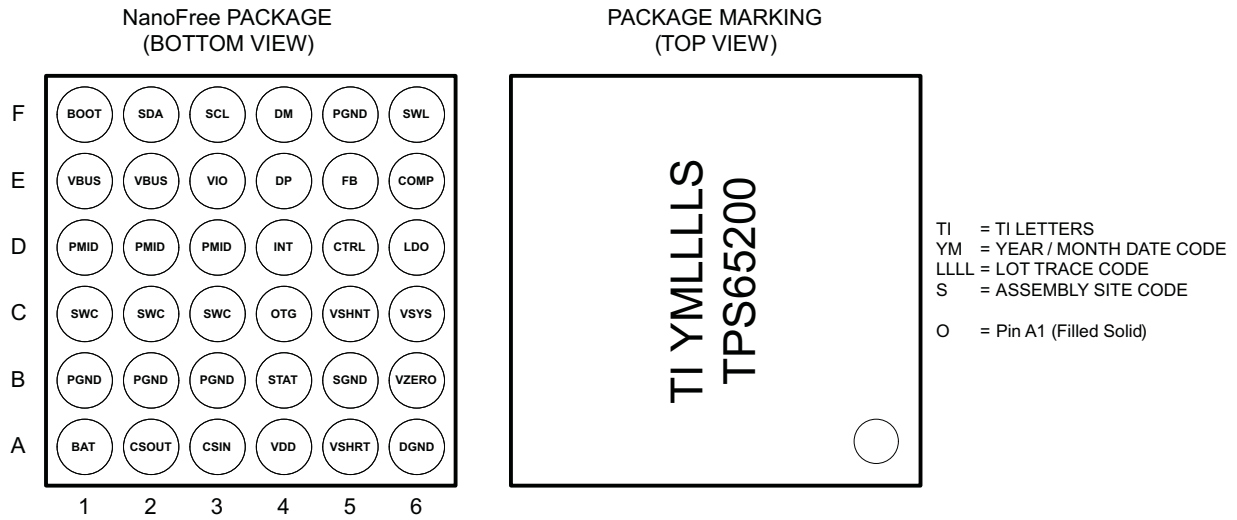 NanoFree PACKAGE
(BOTTOM VIEW)
F BOOT SDA SCL DM PGND SWL
E VBUS VBUS VIO DP FB COMP
D PMID PMID PMID INT CTRL LDO
C SWC SWC SWC OTG VSHNT VSYS
B PGND PGND PGND STAT SGND VZERO
A BAT CSOUT CSIN VDD VSHRT DGND
1 2 3 4 5 6
PACKAGE MARKING
(TOP VIEW)
TI YMLLLLS
TPS65200
TI = TI LETTERS
YM = YEAR / MONTH DATE CODE
LLLL = LOT TRACE CODE
S = ASSEMBLY SITE CODE
O = Pin A1 (Filled Solid)